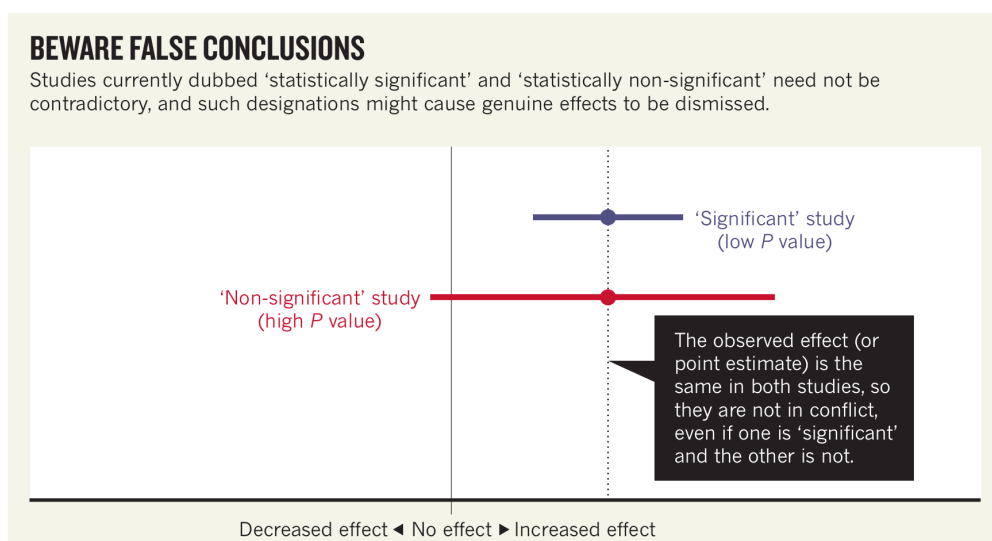 BEWARE FALSE CONCLUSIONS
Studies currently dubbed ‘statistically significant’ and ‘statistically non-significant’ need not be
contradictory, and such designations might cause genuine effects to be dismissed.
‘Significant’ study
(low P value)
‘Non-significant’ study
(high P value)
The observed effect (or
point estimate) is the
same in both studies, so
they are not in conflict,
even if one is ‘significant’
and the other is not.
Decreased effect ◄ No effect ► Increased effect